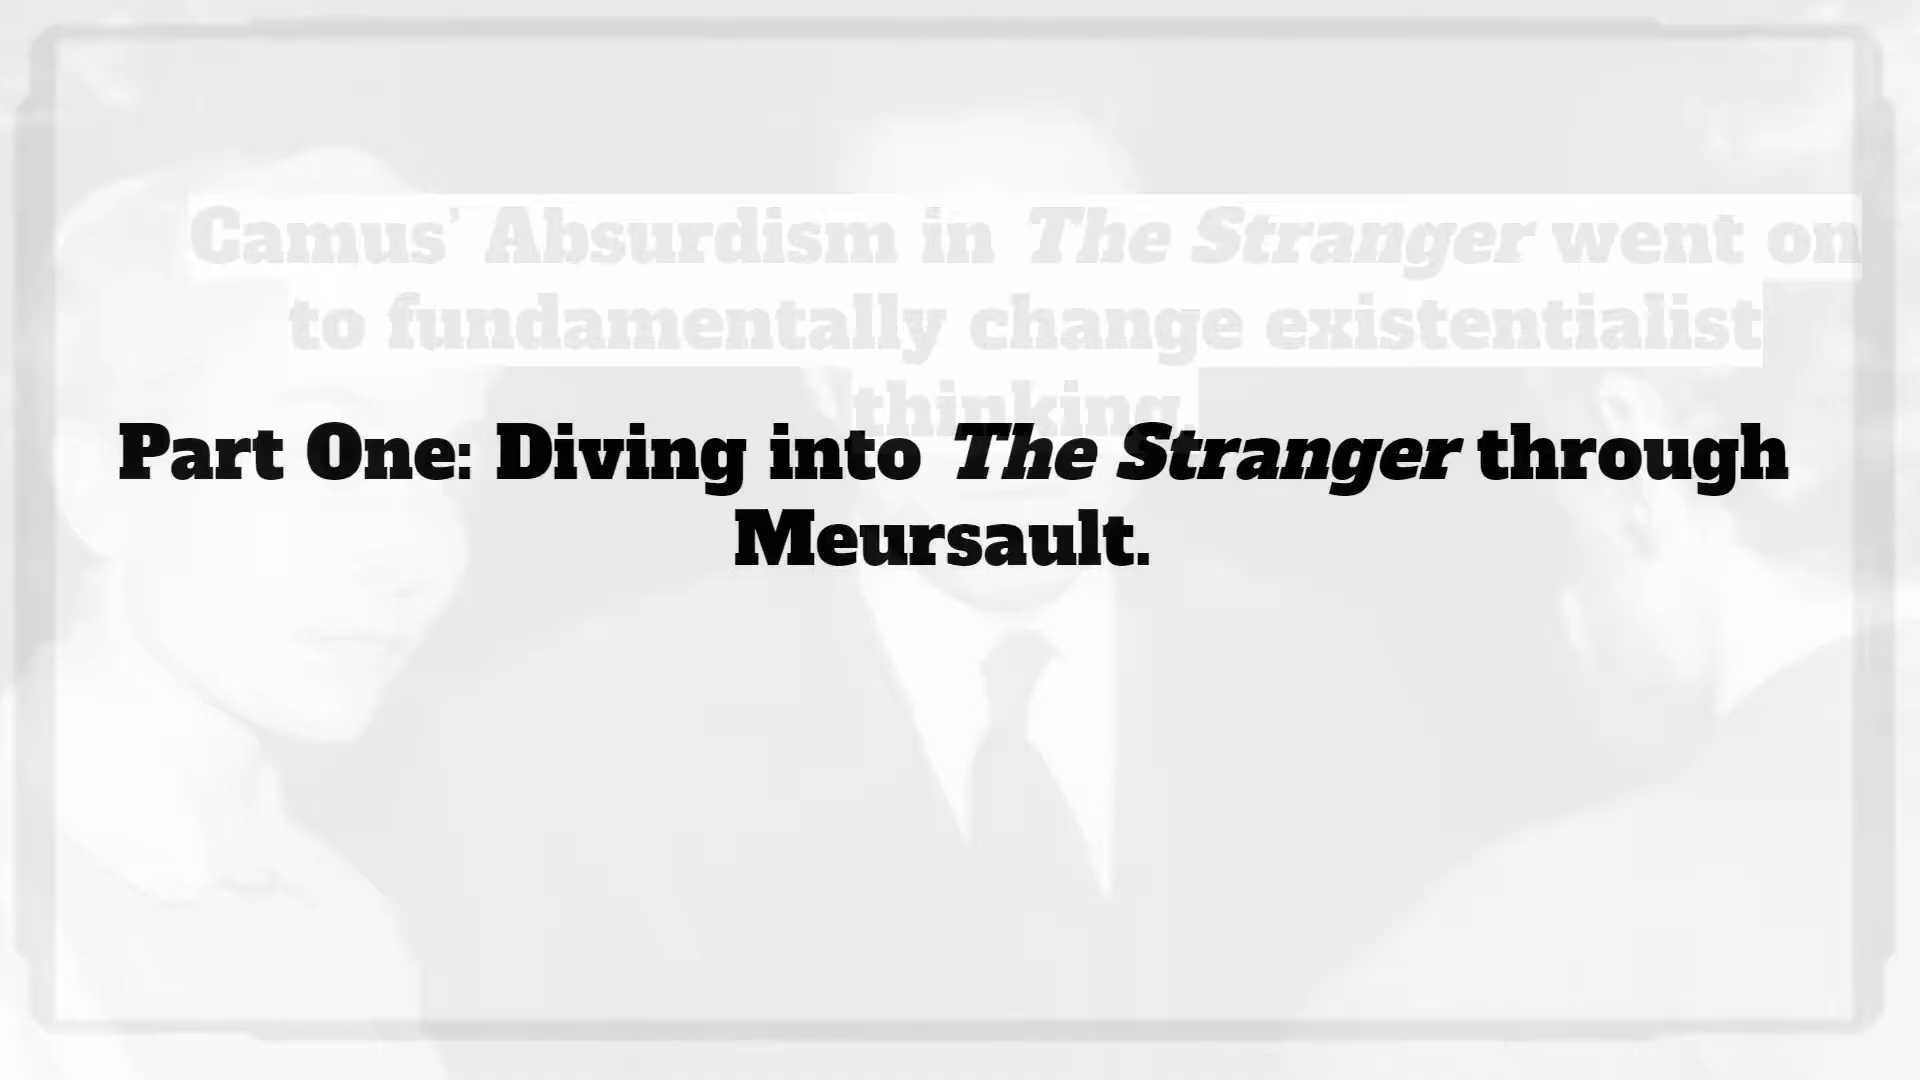 Camus’ Absurdism in The Stranger went on
to fundamentally change existentialist
thinking.
Part One: Diving into The Stranger through
Meursault.